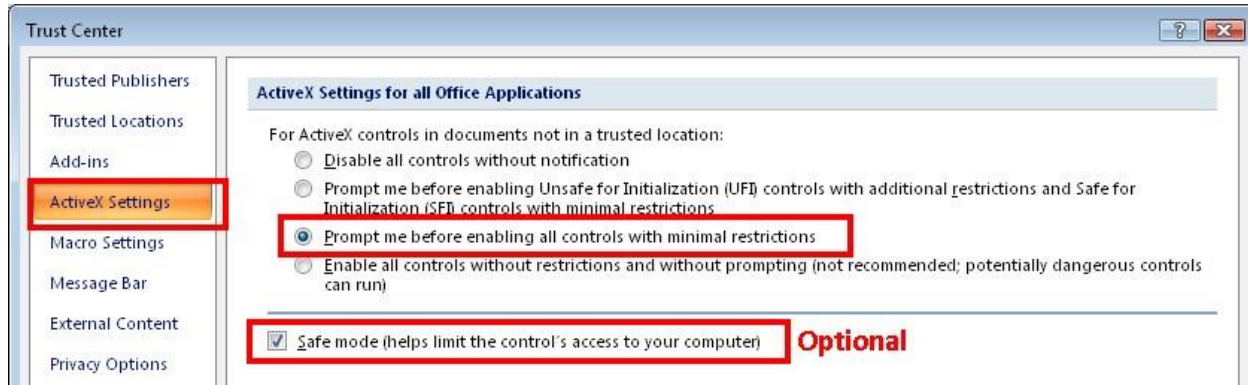 Trust Center
Trusted Publishers
Trusted Locations
Add-ins
ActiveX Settings
Macro Settings
Message Bar
External Content
Privacy Options
ActiveX Settings for all Office Applications
For ActiveX controls in documents not in a trusted location:
Disable all controls without notification
Prompt me before enabling Unsafe for Initialization (UFI) controls with additional restrictions and Safe for
Initialization (SFI) controls with minimal restrictions
Prompt me before enabling all controls with minimal restrictions
Enable all controls without restrictions and without prompting (not recommended; potentially dangerous controls
can run)
Safe mode (helps limit the control's access to your computer) Optional